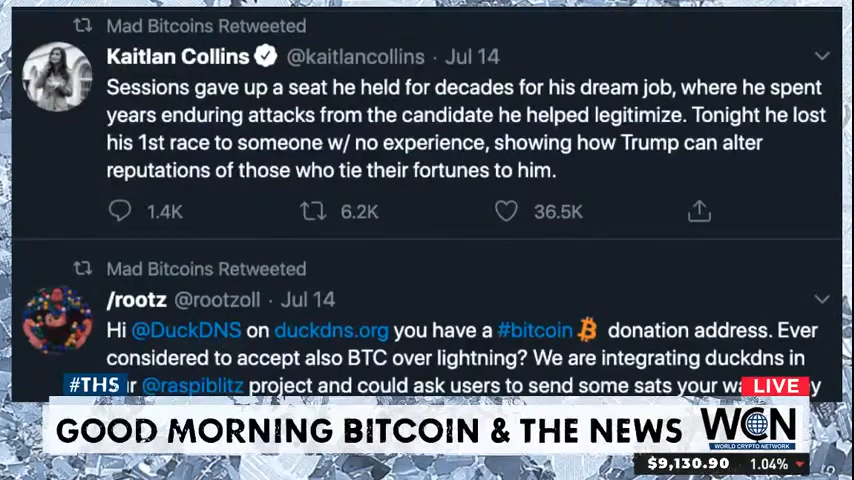 Mad Bitcoins Retweeted
Kaitlan Collins @kaitlancollins · Jul 14
Sessions gave up a seat he held for decades for his dream job, where he spent
years enduring attacks from the candidate he helped legitimize. Tonight he lost
his 1st race to someone w/ no experience, showing how Trump can alter
reputations of those who tie their fortunes to him.
1.4K 6.2K 36.5K
Mad Bitcoins Retweeted
/rootz @rootzoll · Jul 14
Hi @DuckDNS on duckdns.org you have a #bitcoin donation address. Ever
considered to accept also BTC over lightning? We are integrating duckdns in
@raspiblitz project and could ask users to send some sats your
#THS
LIVE
GOOD MORNING BITCOIN & THE NEWS
WCN
WORLD CRYPTO NETWORK
$9,130.90 1.04%